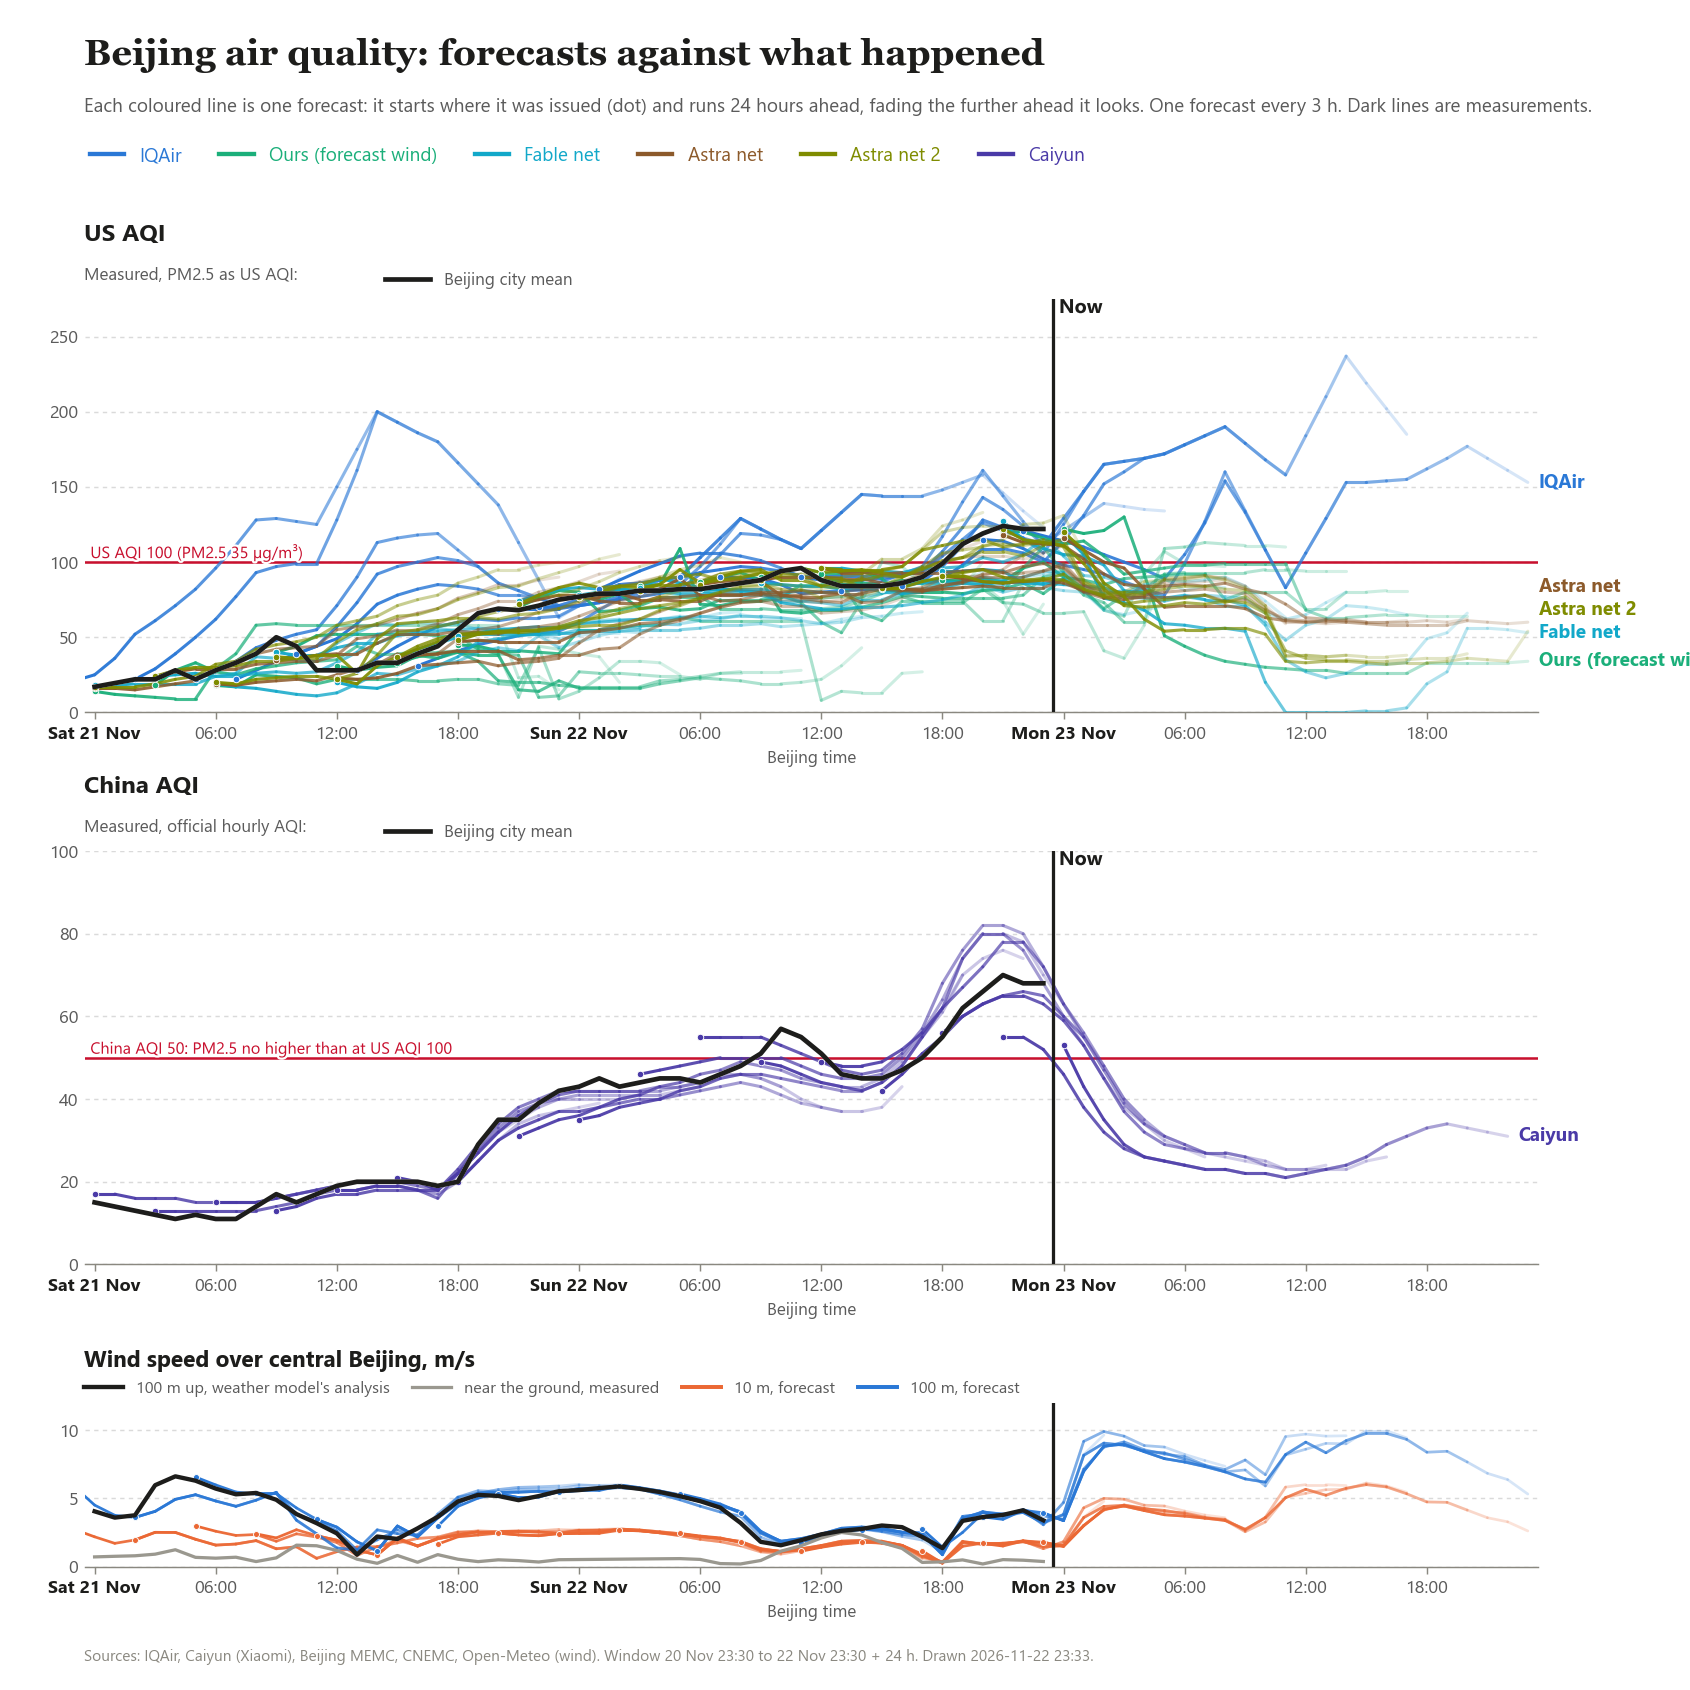 Beijing air quality: forecasts against what happened
Each coloured line is one forecast: it starts where it was issued (dot) and runs 24 hours ahead, fading the further ahead it looks. One forecast every 3 h. Dark lines are measurements.
IQAir Ours (forecast wind) Fable net Astra net Astra net 2 Caiyun
US AQI
Measured, PM2.5 as US AQI: Beijing city mean
Now
250
200
150
100
50
0
US AQI 100 (PM2.5 35 µg/m³)
IQAir
Astra net
Astra net 2
Fable net
Ours (forecast wi
Sat 21 Nov 06:00 12:00 18:00 Sun 22 Nov 06:00 12:00 18:00 Mon 23 Nov 06:00 12:00 18:00
Beijing time
China AQI
Measured, official hourly AQI: Beijing city mean
Now
100
80
60
40
20
0
China AQI 50: PM2.5 no higher than at US AQI 100
Caiyun
Sat 21 Nov 06:00 12:00 18:00 Sun 22 Nov 06:00 12:00 18:00 Mon 23 Nov 06:00 12:00 18:00
Beijing time
Wind speed over central Beijing, m/s
100 m up, weather model's analysis near the ground, measured 10 m, forecast 100 m, forecast
10
5
0
Sat 21 Nov 06:00 12:00 18:00 Sun 22 Nov 06:00 12:00 18:00 Mon 23 Nov 06:00 12:00 18:00
Beijing time
Sources: IQAir, Caiyun (Xiaomi), Beijing MEMC, CNEMC, Open-Meteo (wind). Window 20 Nov 23:30 to 22 Nov 23:30 + 24 h. Drawn 2026-11-22 23:33.